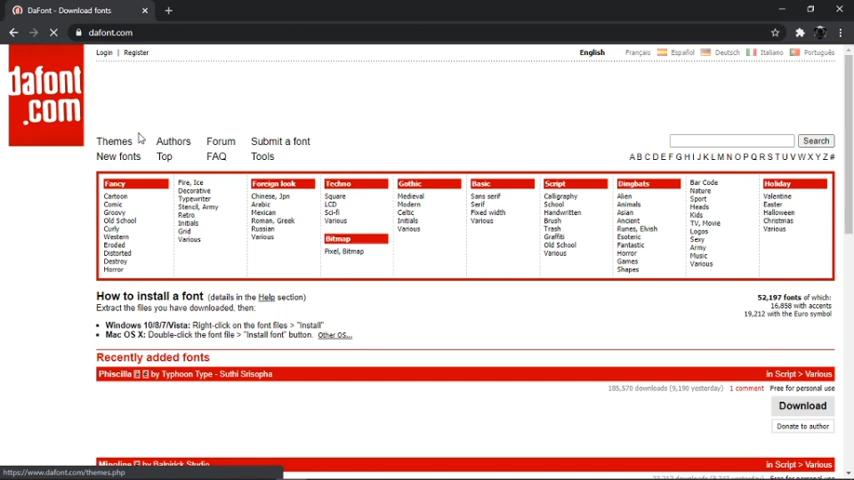 DaFont - Download fonts
dafont.com
Login | Register
English Français Español Deutsch Italiano Português
dafont
.com
Themes Authors Forum Submit a font
New fonts Top FAQ Tools
Search
A B C D E F G H I J K L M N O P Q R S T U V W X Y Z #
Fancy
Cartoon
Comic
Groovy
Old School
Curly
Western
Eroded
Distorted
Destroy
Horror
Fire, Ice
Decorative
Typewriter
Stencil, Army
Retro
Initials
Grid
Various
Foreign look
Chinese, Jpn
Arabic
Mexican
Roman, Greek
Russian
Various
Techno
Square
LCD
Sci-fi
Various
Bitmap
Pixel, Bitmap
Gothic
Medieval
Modern
Celtic
Initials
Various
Basic
Sans serif
Serif
Fixed width
Various
Script
Calligraphy
School
Handwritten
Brush
Trash
Graffiti
Old School
Various
Dingbats
Alien
Animals
Asian
Ancient
Runes, Elvish
Esoteric
Fantastic
Horror
Games
Shapes
Bar Code
Nature
Sport
Heads
Kids
TV, Movie
Logos
Sexy
Army
Music
Various
Holiday
Valentine
Easter
Halloween
Christmas
Various
How to install a font (details in the Help section)
Extract the files you have downloaded, then:
• Windows 10/8/7/Vista: Right-click on the font files > "Install"
• Mac OS X: Double-click the font file > "Install font" button. Other OS...
52,197 fonts of which:
16,858 with accents
19,212 with the Euro symbol
Recently added fonts
Phiscilla à € by Typhoon Type - Suthi Srisopha in Script > Various
185,570 downloads (9,190 yesterday) 1 comment Free for personal use
Download
Donate to author
by Balpirick Studio in Script > Various
Free for personal use
https://www.dafont.com/themes.php